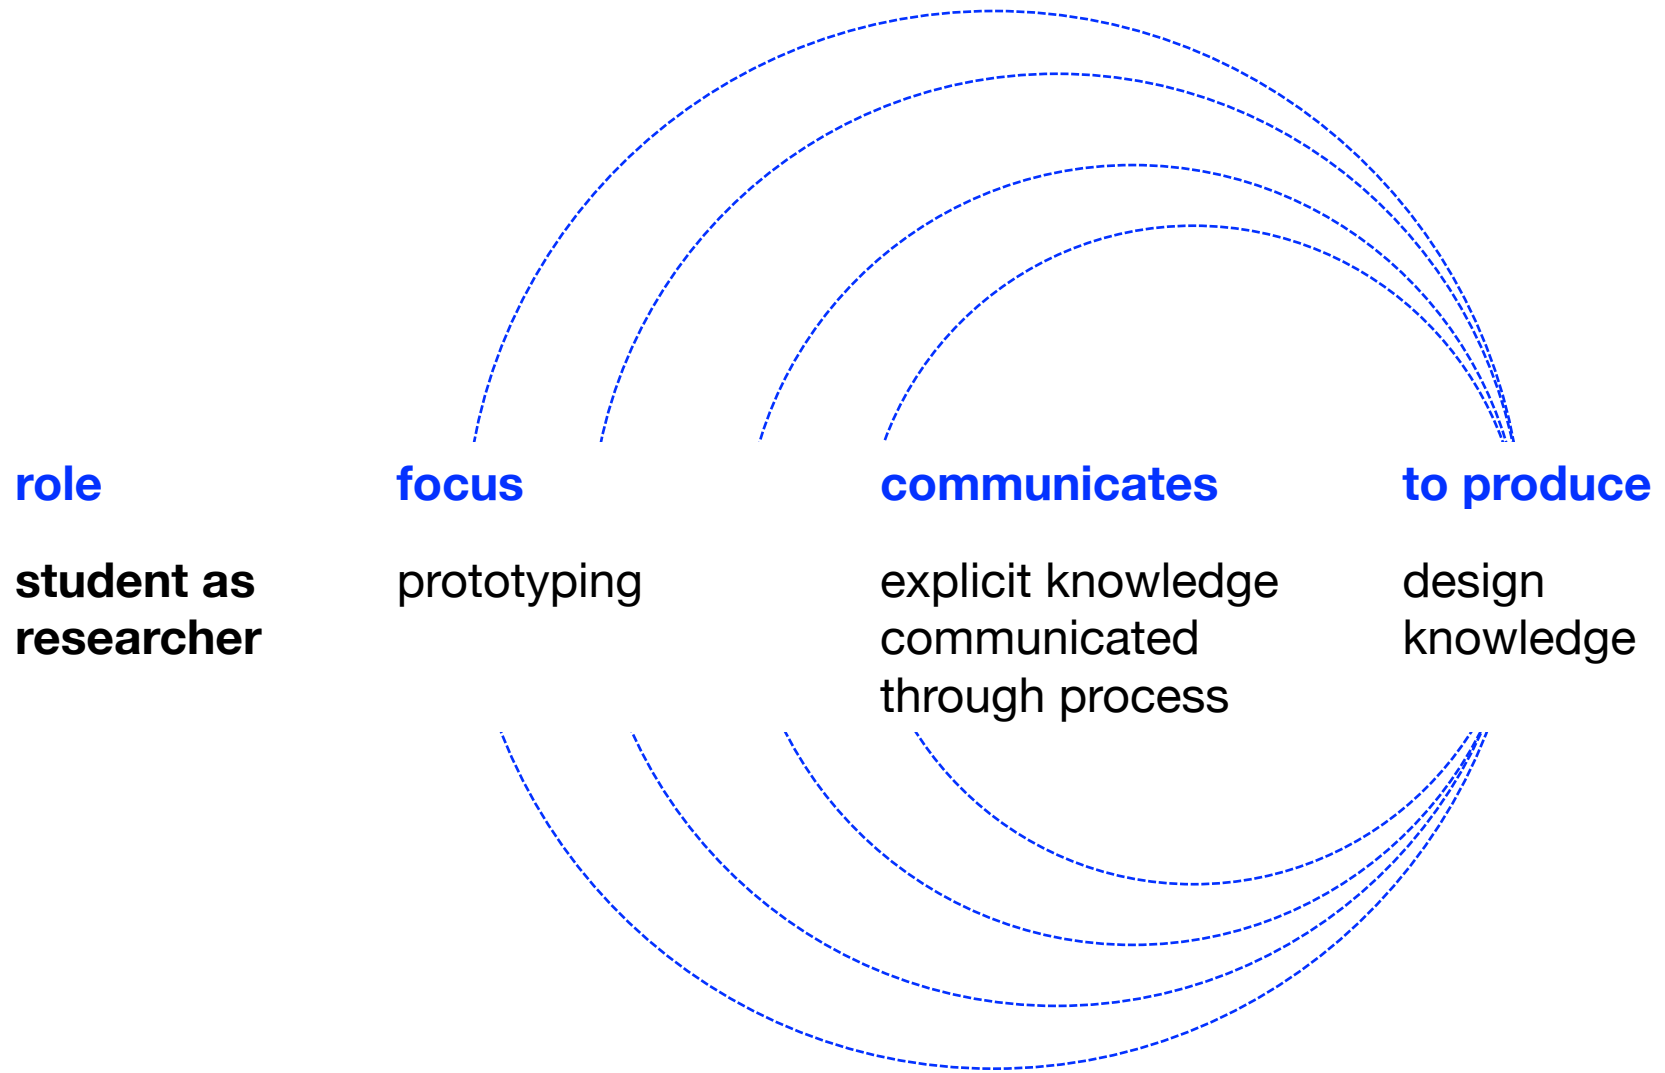 role
focus
communicates
to produce
student as
researcher
prototyping
explicit knowledge
communicated
through process
design
knowledge